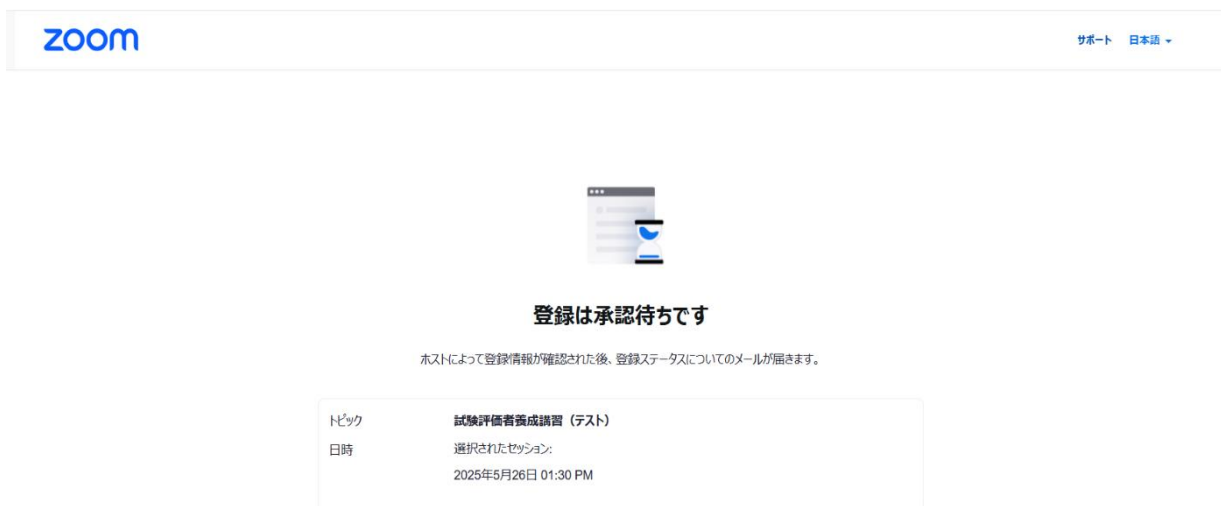 zoom
サポート 日本語
登録は承認待ちです
ホストによって登録情報が確認された後、登録ステータスについてのメールが届きます。
トピック 試験評価者養成講習（テスト）
日時 選択されたセッション:
2025年5月26日 01:30 PM